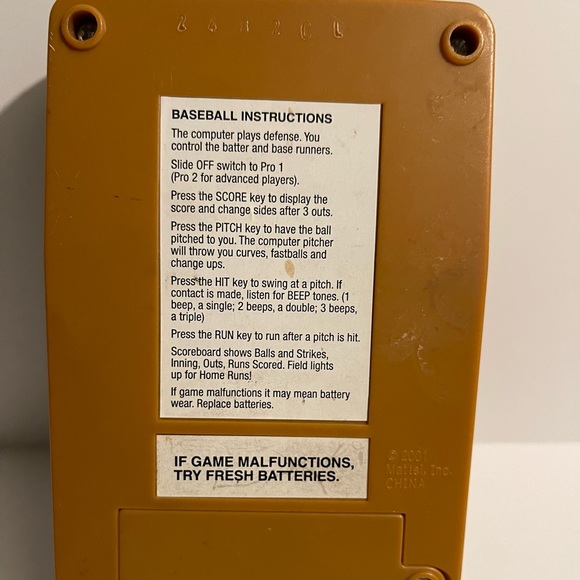 BASEBALL INSTRUCTIONS
The computer plays defense. You
control the batter and base runners.
Slide OFF switch to Pro 1
(Pro 2 for advanced players).
Press the SCORE key to display the
score and change sides after 3 outs.
Press the PITCH key to have the ball
pitched to you. The computer pitcher
will throw you curves, fastballs and
change ups.
Press the HIT key to swing at a pitch. If
contact is made, listen for BEEP tones. (1
beep, a single; 2 beeps, a double; 3 beeps,
a triple)
Press the RUN key to run after a pitch is hit.
Scoreboard shows Balls and Strikes,
Inning, Outs, Runs Scored. Field lights
up for Home Runs!
If game malfunctions it may mean battery
wear. Replace batteries.
IF GAME MALFUNCTIONS,
TRY FRESH BATTERIES.
© 2001
Mattel, Inc.
CHINA